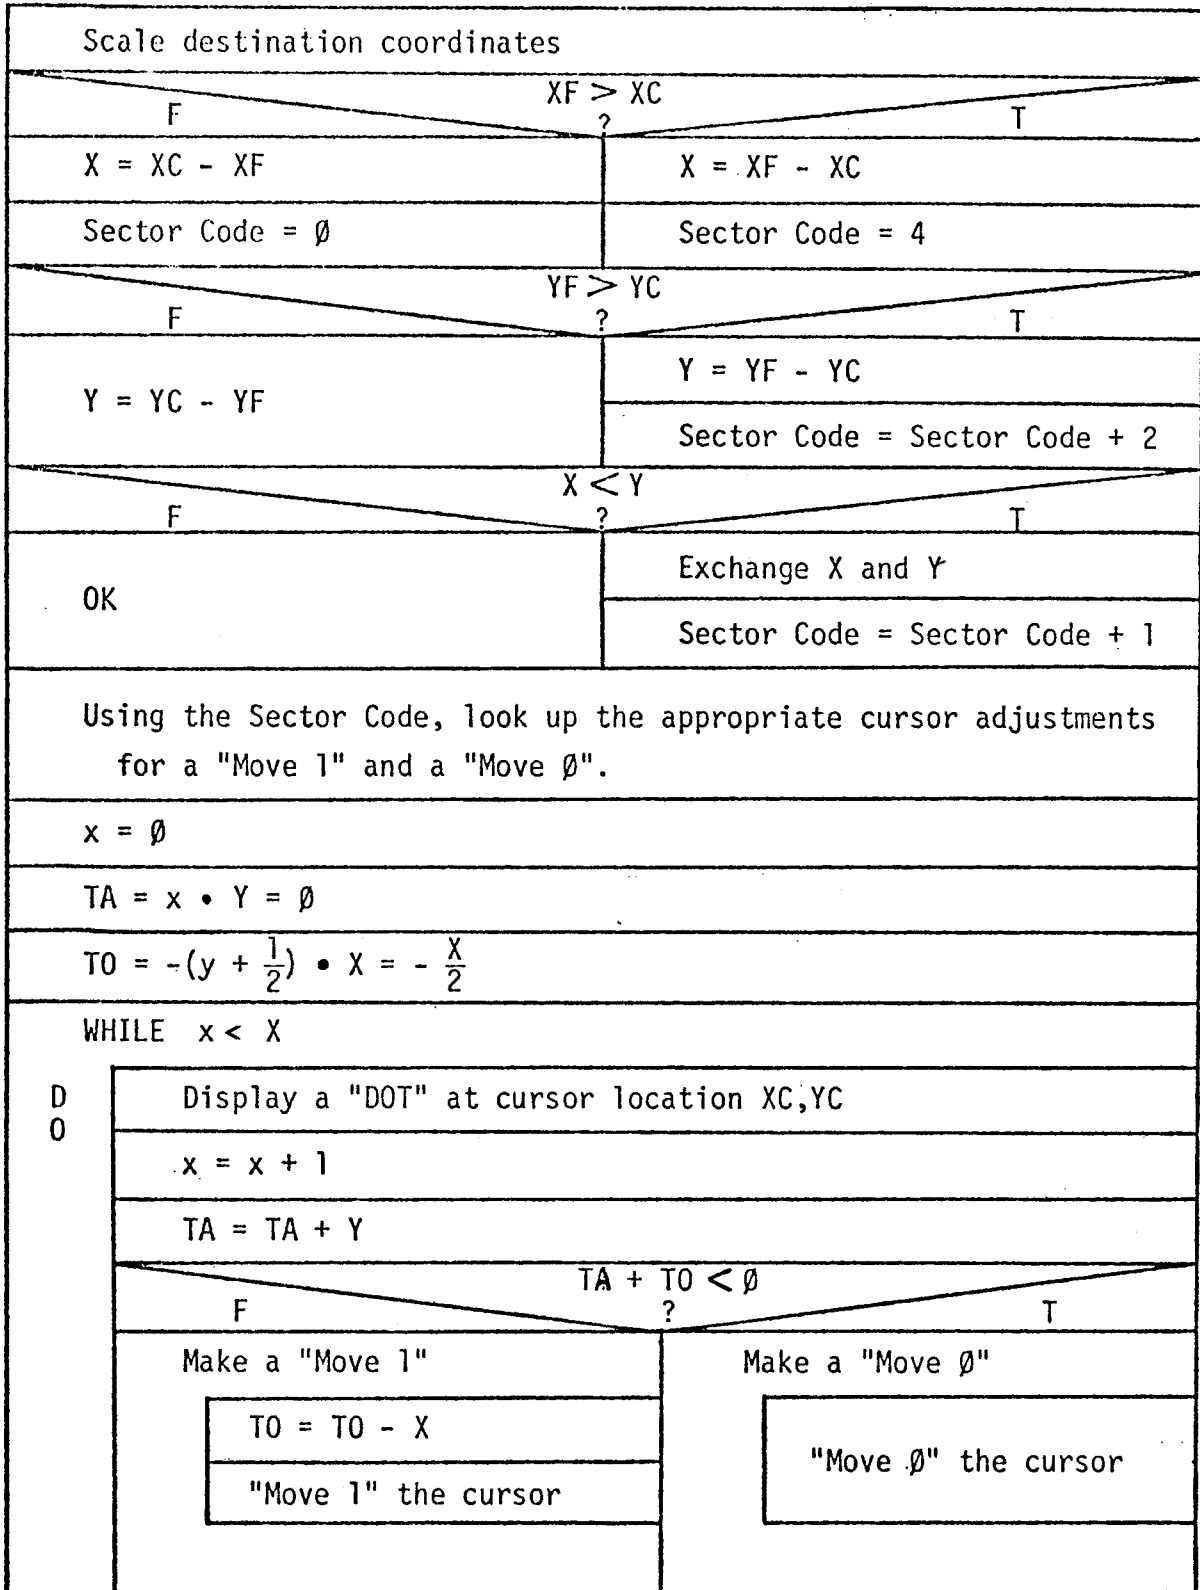 Scale destination coordinates
XF > XC
F ? T
X = XC - XF
X = XF - XC
Sector Code = Ø
Sector Code = 4
YF > YC
F ? T
Y = YC - YF
Y = YF - YC
Sector Code = Sector Code + 2
X < Y
F ? T
OK
Exchange X and Y
Sector Code = Sector Code + 1
Using the Sector Code, look up the appropriate cursor adjustments
for a "Move 1" and a "Move Ø".
x = Ø
TA = x • Y = Ø
TO = -(y + 1/2) • X = - X/2
WHILE x < X
DO
Display a "DOT" at cursor location XC,YC
x = x + 1
TA = TA + Y
TA + TO < Ø
F ? T
Make a "Move 1"
TO = TO - X
"Move 1" the cursor
Make a "Move Ø"
"Move Ø" the cursor